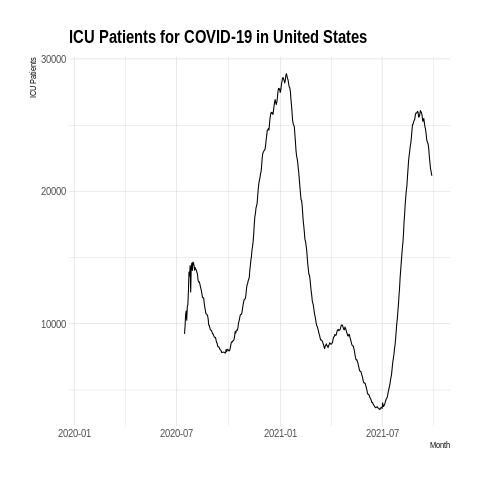 ICU Patients for COVID-19 in United States
ICU Patients
30000
20000
10000
2020-01
2020-07
2021-01
2021-07
Month